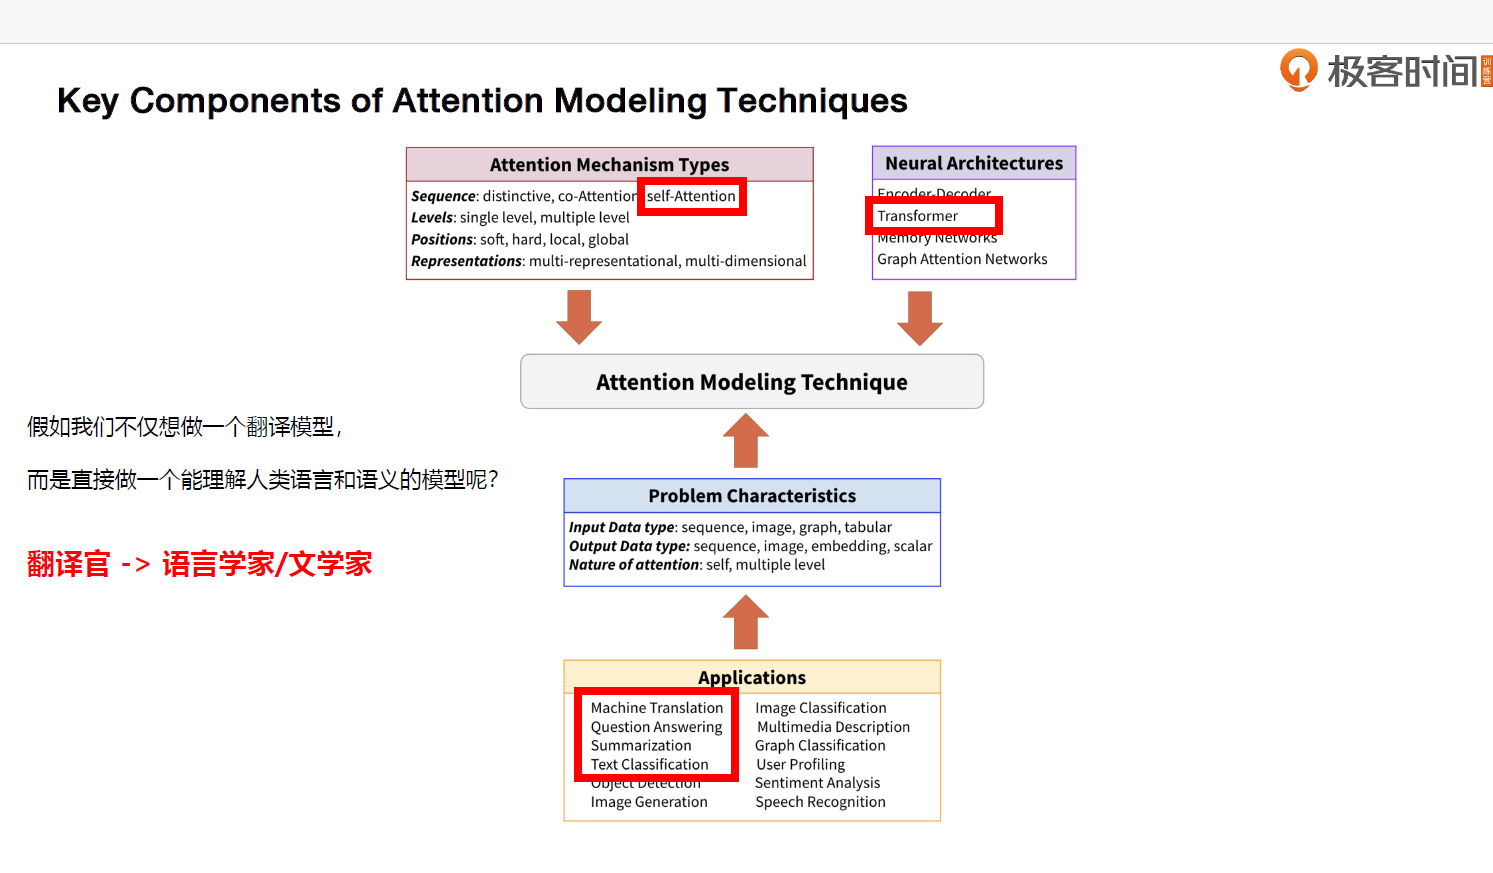 极客时间
训练营
Key Components of Attention Modeling Techniques
Attention Mechanism Types
Sequence: distinctive, co-Attention self-Attention
Levels: single level, multiple level
Positions: soft, hard, local, global
Representations: multi-representational, multi-dimensional
Neural Architectures
Encoder-Decoder
Transformer
Memory Networks
Graph Attention Networks
Attention Modeling Technique
假如我们不仅想做一个翻译模型,
而是直接做一个能理解人类语言和语义的模型呢?
翻译官 -> 语言学家/文学家
Problem Characteristics
Input Data type: sequence, image, graph, tabular
Output Data type: sequence, image, embedding, scalar
Nature of attention: self, multiple level
Applications
Machine Translation
Question Answering
Summarization
Text Classification
Object Detection
Image Generation
Image Classification
Multimedia Description
Graph Classification
User Profiling
Sentiment Analysis
Speech Recognition